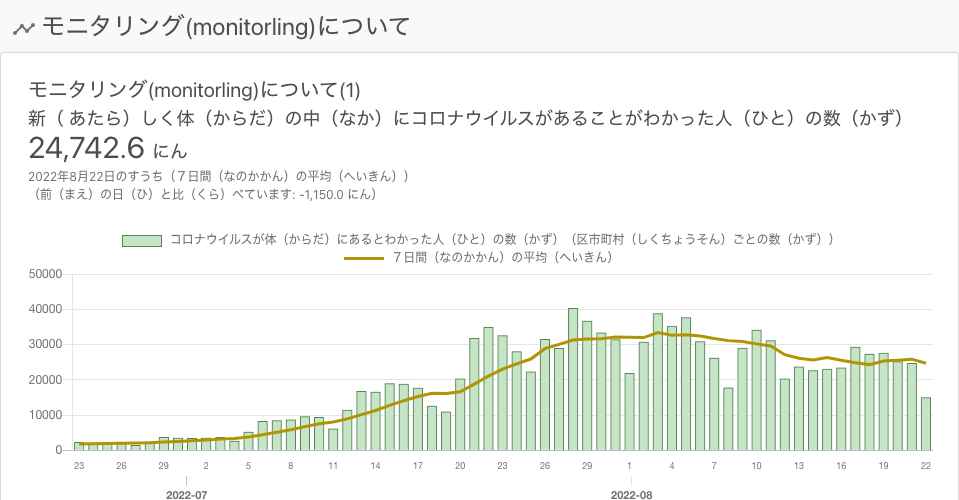 モニタリング(monitorling)について
モニタリング(monitorling)について(1)
新（ あたら）しく体（からだ）の中（なか）にコロナウイルスがあることがわかった人（ひと）の数（かず）
24,742.6 にん
2022年8月22日のすうち（７日間（なのかかん）の平均（へいきん））
（前（まえ）の日（ひ）と比（くら）べています: -1,150.0 にん）
コロナウイルスが体（からだ）にあるとわかった人（ひと）の数（かず）（区市町村（しくちょうそん）ごとの数（かず））
７日間（なのかかん）の平均（へいきん）
50000
40000
30000
20000
10000
0
23 26 29 2 5 8 11 14 17 20 23 26 29 1 4 7 10 13 16 19 22
2022-07 2022-08